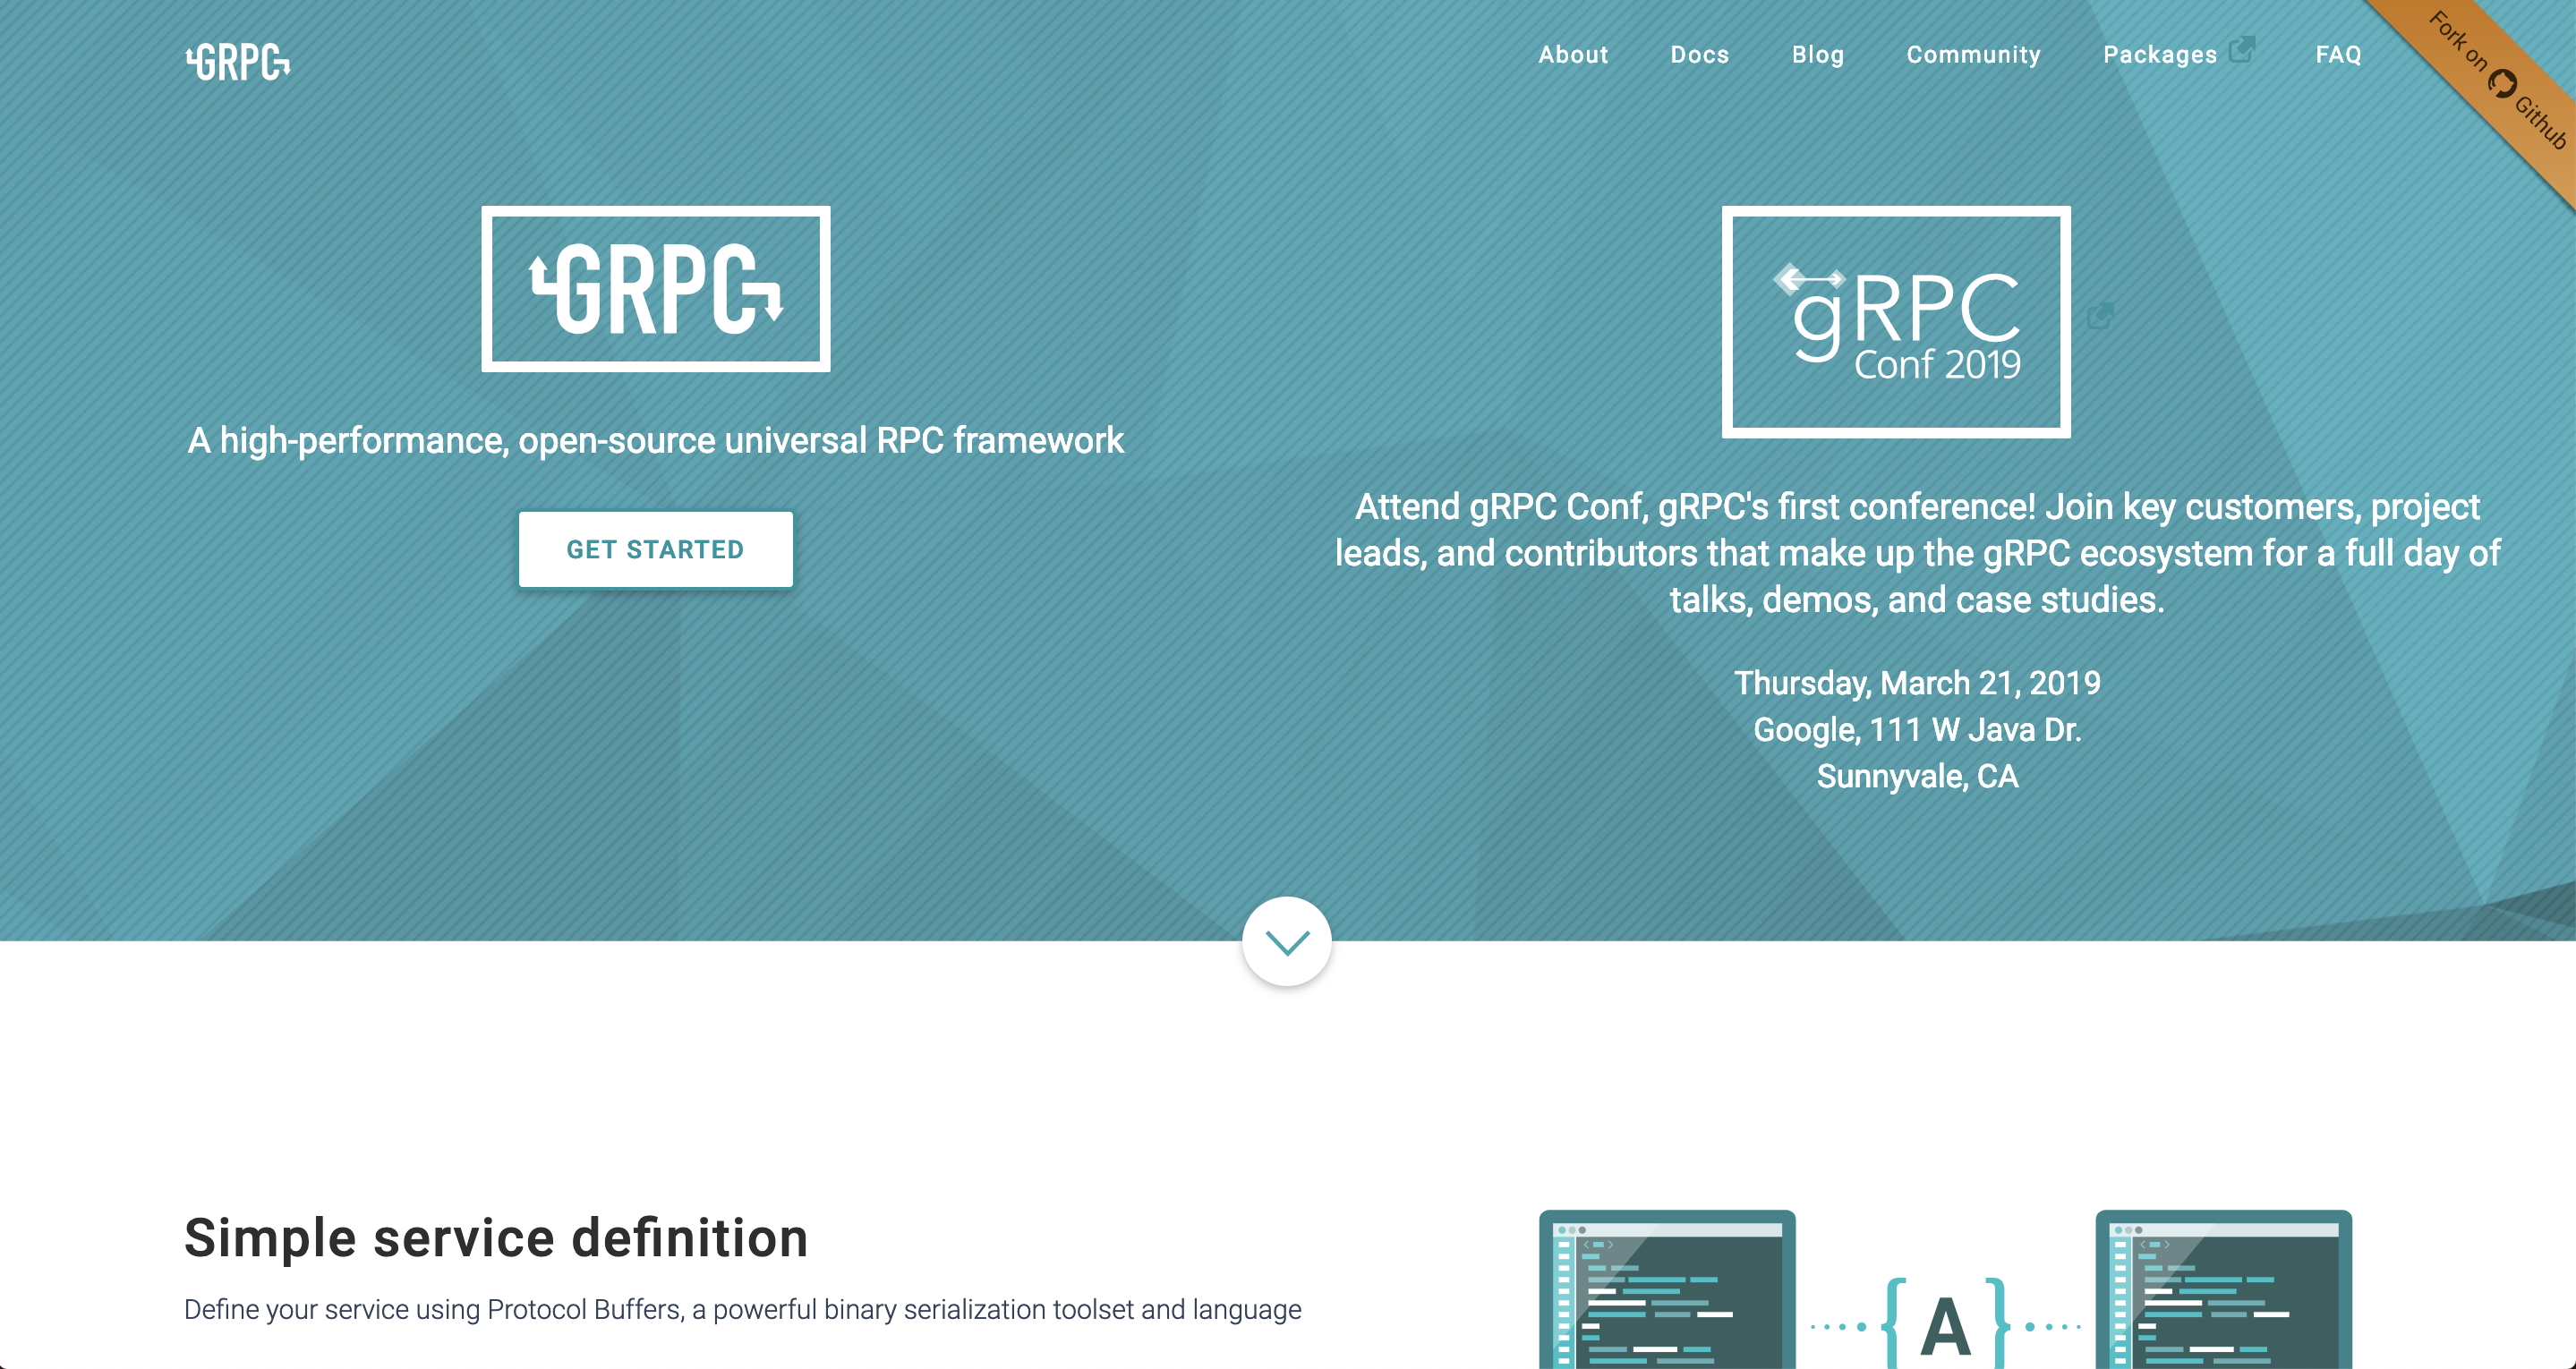 GRPC
About Docs Blog Community Packages FAQ
Fork on Github
GRPC
A high-performance, open-source universal RPC framework
GET STARTED
gRPC
Conf 2019
Attend gRPC Conf, gRPC's first conference! Join key customers, project
leads, and contributors that make up the gRPC ecosystem for a full day of
talks, demos, and case studies.
Thursday, March 21, 2019
Google, 111 W Java Dr.
Sunnyvale, CA
Simple service definition
Define your service using Protocol Buffers, a powerful binary serialization toolset and language
{A}